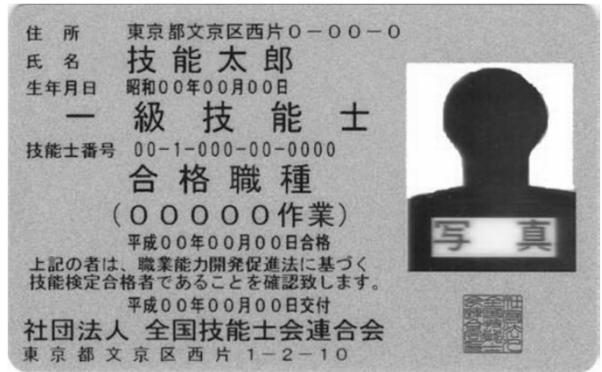 住所 東京都文京区西片0-00-0
氏名 技能太郎
生年月日 昭和00年00月00日
一級技能士
技能士番号 00-1-000-00-0000
合格職種
(00000作業)
平成00年00月00日合格
上記の者は、職業能力開発促進法に基づく
技能検定合格者であることを確認致します。
平成00年00月00日交付
社団法人 全国技能士会連合会
東京都文京区西片1-2-10
写真